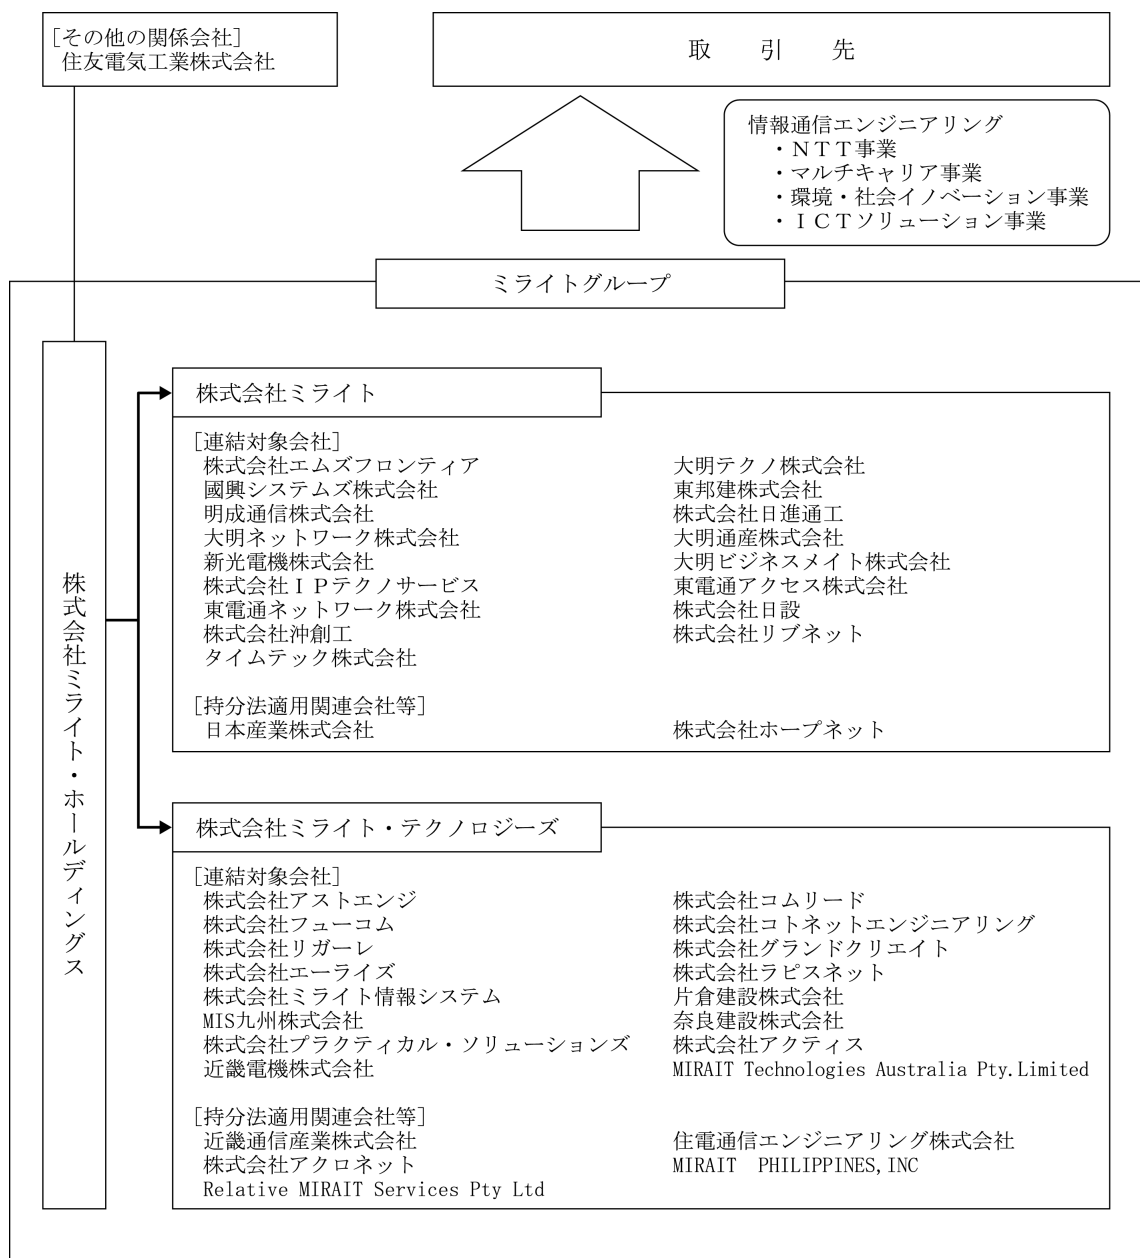 [その他の関係会社]
住友電気工業株式会社
取　引　先
情報通信エンジニアリング
・ＮＴＴ事業
・マルチキャリア事業
・環境・社会イノベーション事業
・ＩＣＴソリューション事業
ミライトグループ
株式会社ミライト・ホールディングス
株式会社ミライト
[連結対象会社]
株式会社エムズフロンティア
國興システムズ株式会社
明成通信株式会社
大明ネットワーク株式会社
新光電機株式会社
株式会社ＩＰテクノサービス
東電通ネットワーク株式会社
株式会社沖創工
タイムテック株式会社
大明テクノ株式会社
東邦建株式会社
株式会社日進通工
大明通産株式会社
大明ビジネスメイト株式会社
東電通アクセス株式会社
株式会社日設
株式会社リブネット
[持分法適用関連会社等]
日本産業株式会社
株式会社ホープネット
株式会社ミライト・テクノロジーズ
[連結対象会社]
株式会社アストエンジ
株式会社フューコム
株式会社リガーレ
株式会社エーライズ
株式会社ミライト情報システム
MIS九州株式会社
株式会社プラクティカル・ソリューションズ
近畿電機株式会社
株式会社コムリード
株式会社コトネットエンジニアリング
株式会社グランドクリエイト
株式会社ラピスネット
片倉建設株式会社
奈良建設株式会社
株式会社アクティス
MIRAIT Technologies Australia Pty.Limited
[持分法適用関連会社等]
近畿通信産業株式会社
株式会社アクロネット
Relative MIRAIT Services Pty Ltd
住電通信エンジニアリング株式会社
MIRAIT　PHILIPPINES,INC